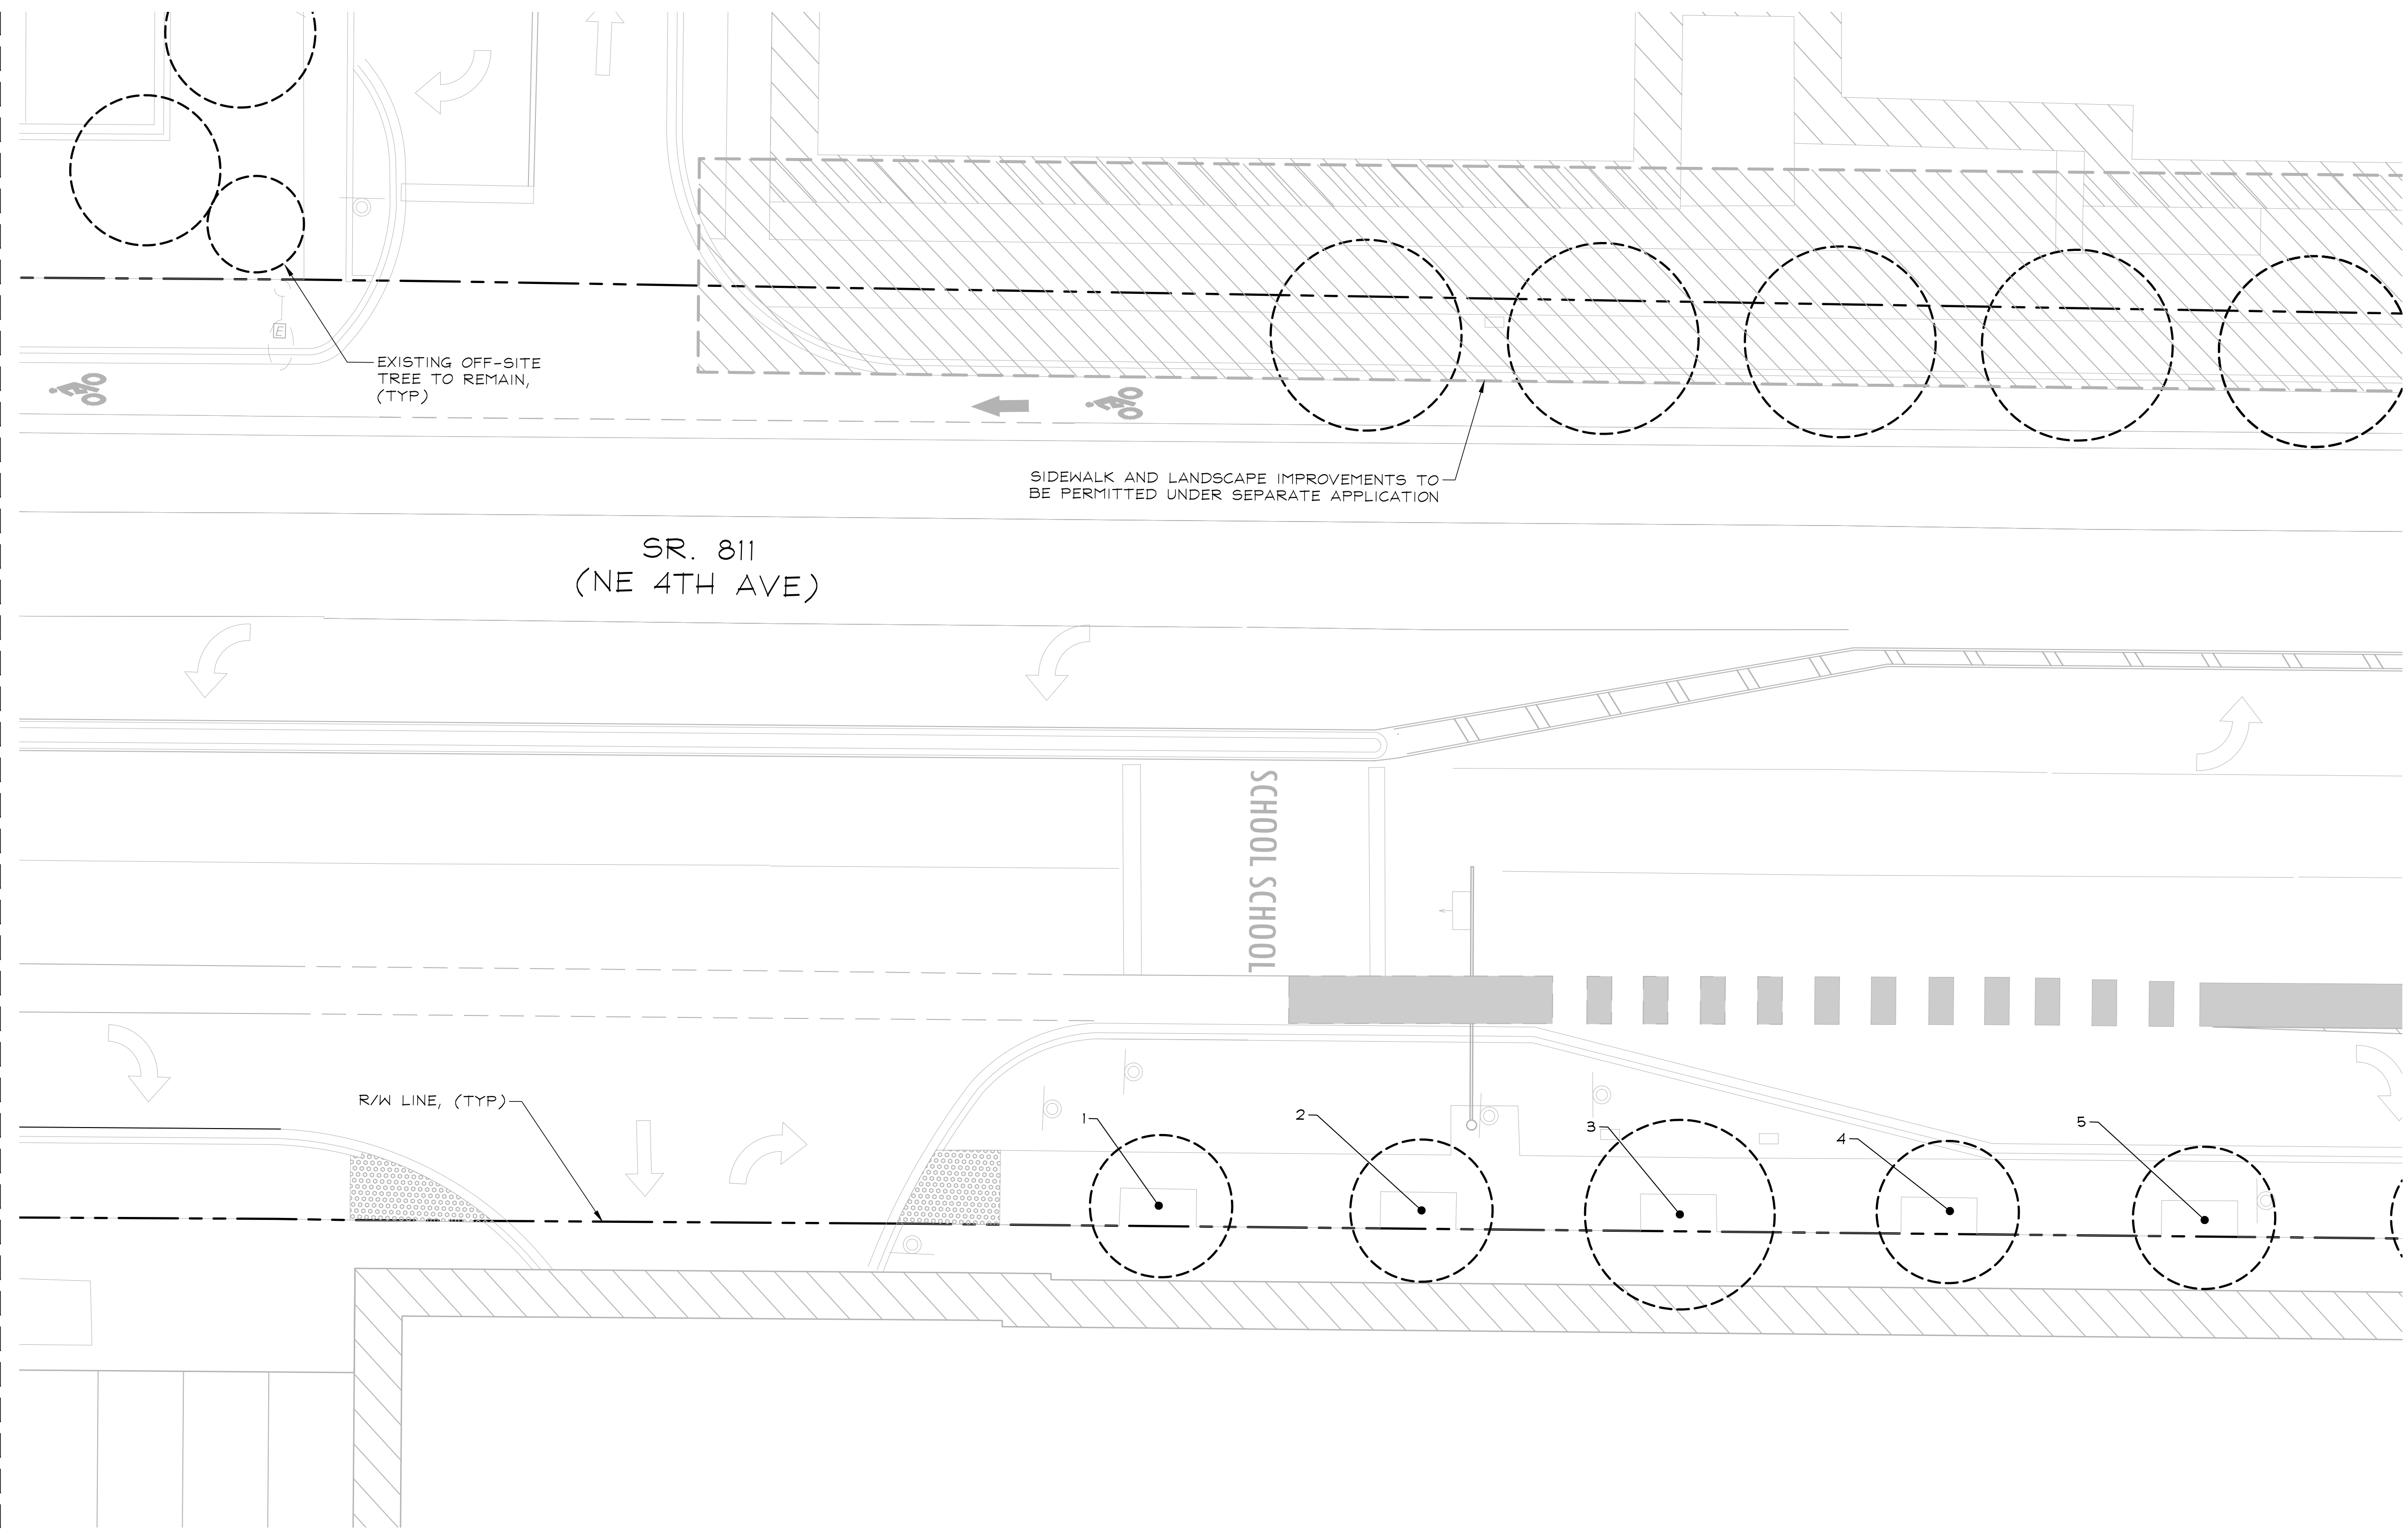 E
EXISTING OFF-SITE
TREE TO REMAIN,
(TYP)
SIDEWALK AND LANDSCAPE IMPROVEMENTS TO
BE PERMITTED UNDER SEPARATE APPLICATION
SR. 811
(NE 4TH AVE)
SCHOOL SCHOOL
R/W LINE, (TYP)
1
2
3
4
5